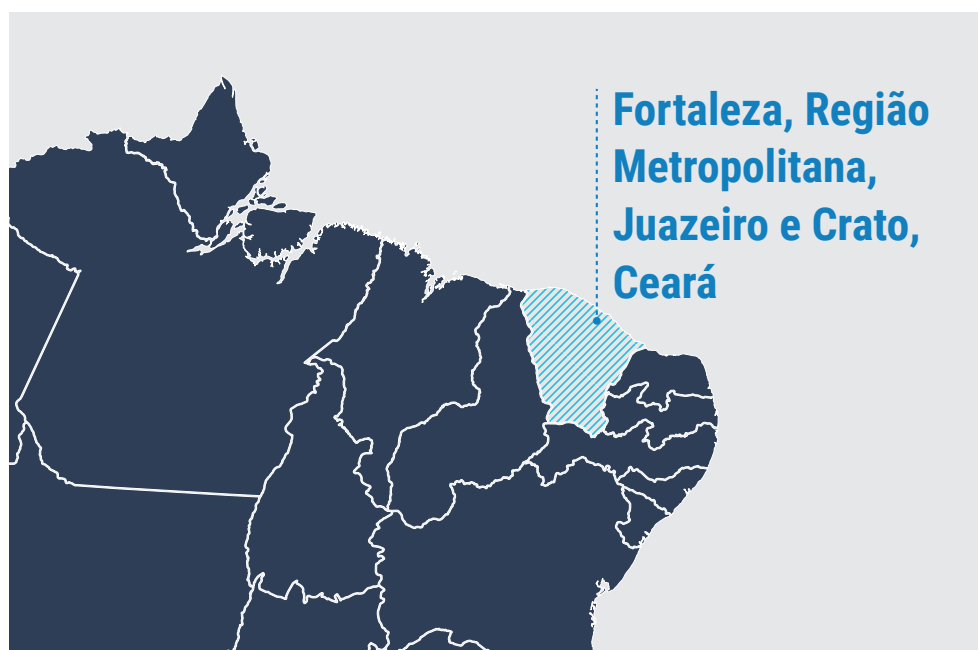 Fortaleza, Região
Metropolitana,
Juazeiro e Crato,
Ceará